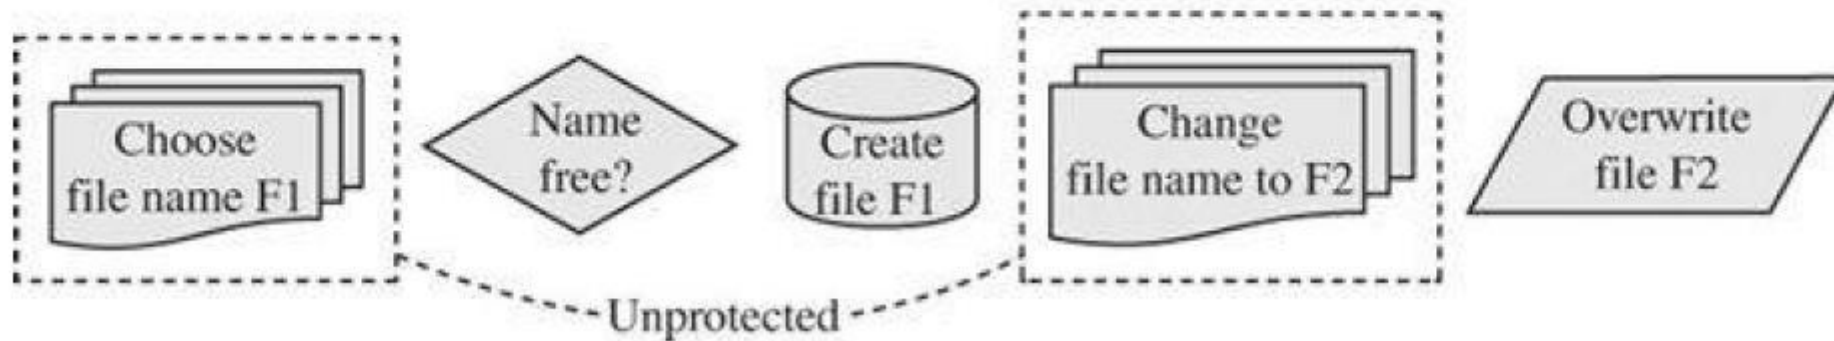 Choose
file name F1
Name
free?
Create
file F1
Change
file name to F2
Overwrite
file F2
Unprotected